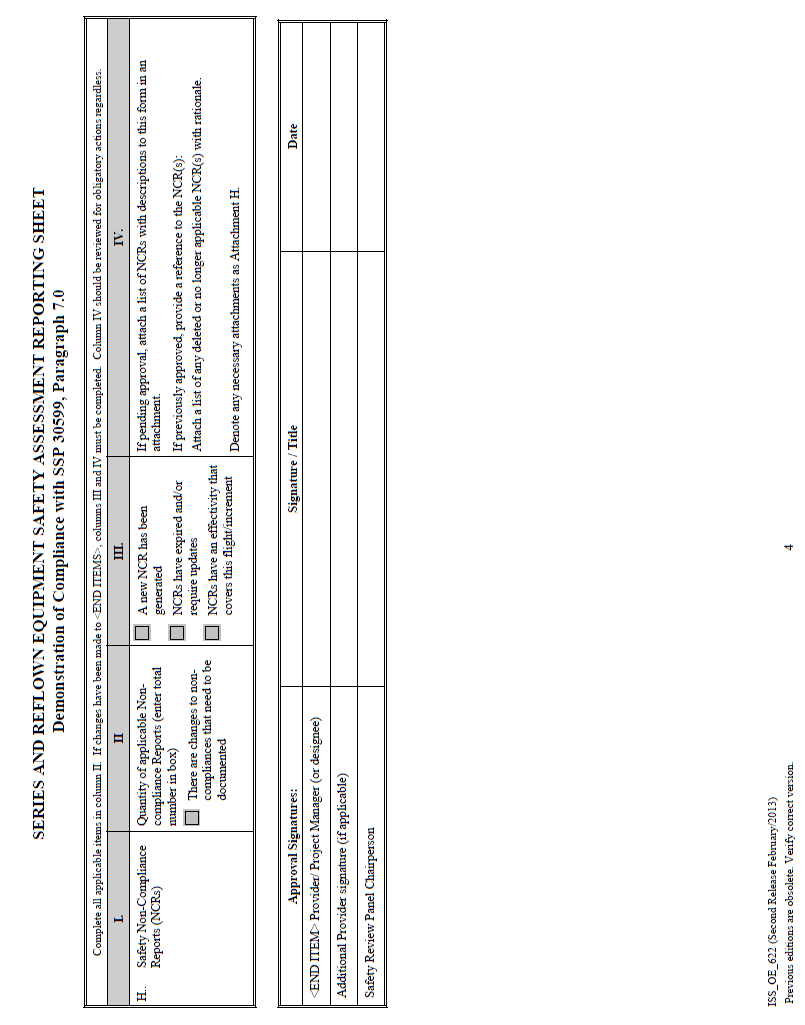 SERIES AND REFLOWN EQUIPMENT SAFETY ASSESSMENT REPORTING SHEET
Demonstration of Compliance with SSP 30599, Paragraph 7.0
Complete all applicable items in column II. If changes have been made to <END ITEMS>, columns III and IV must be completed. Column IV should be reviewed for obligatory actions regardless.
I.
II
III.
IV.
H.. Safety Non-Compliance
Reports (NCRs)
Quantity of applicable Non-
compliance Reports (enter total
number in box)
There are changes to non-
compliances that need to be
documented
A new NCR has been
generated
NCRs have expired and/or
require updates
NCRs have an effectivity that
covers this flight/increment
If pending approval, attach a list of NCRs with descriptions to this form in an
attachment.
If previously approved, provide a reference to the NCR(s):
Attach a list of any deleted or no longer applicable NCR(s) with rationale.
Denote any necessary attachments as Attachment H.
Approval Signatures:
Signature / Title
Date
<END ITEM> Provider/ Project Manager (or designee)
Additional Provider signature (if applicable)
Safety Review Panel Chairperson
ISS_OE_622 (Second Release February/2013)
Previous editions are obsolete. Verify correct version.
4